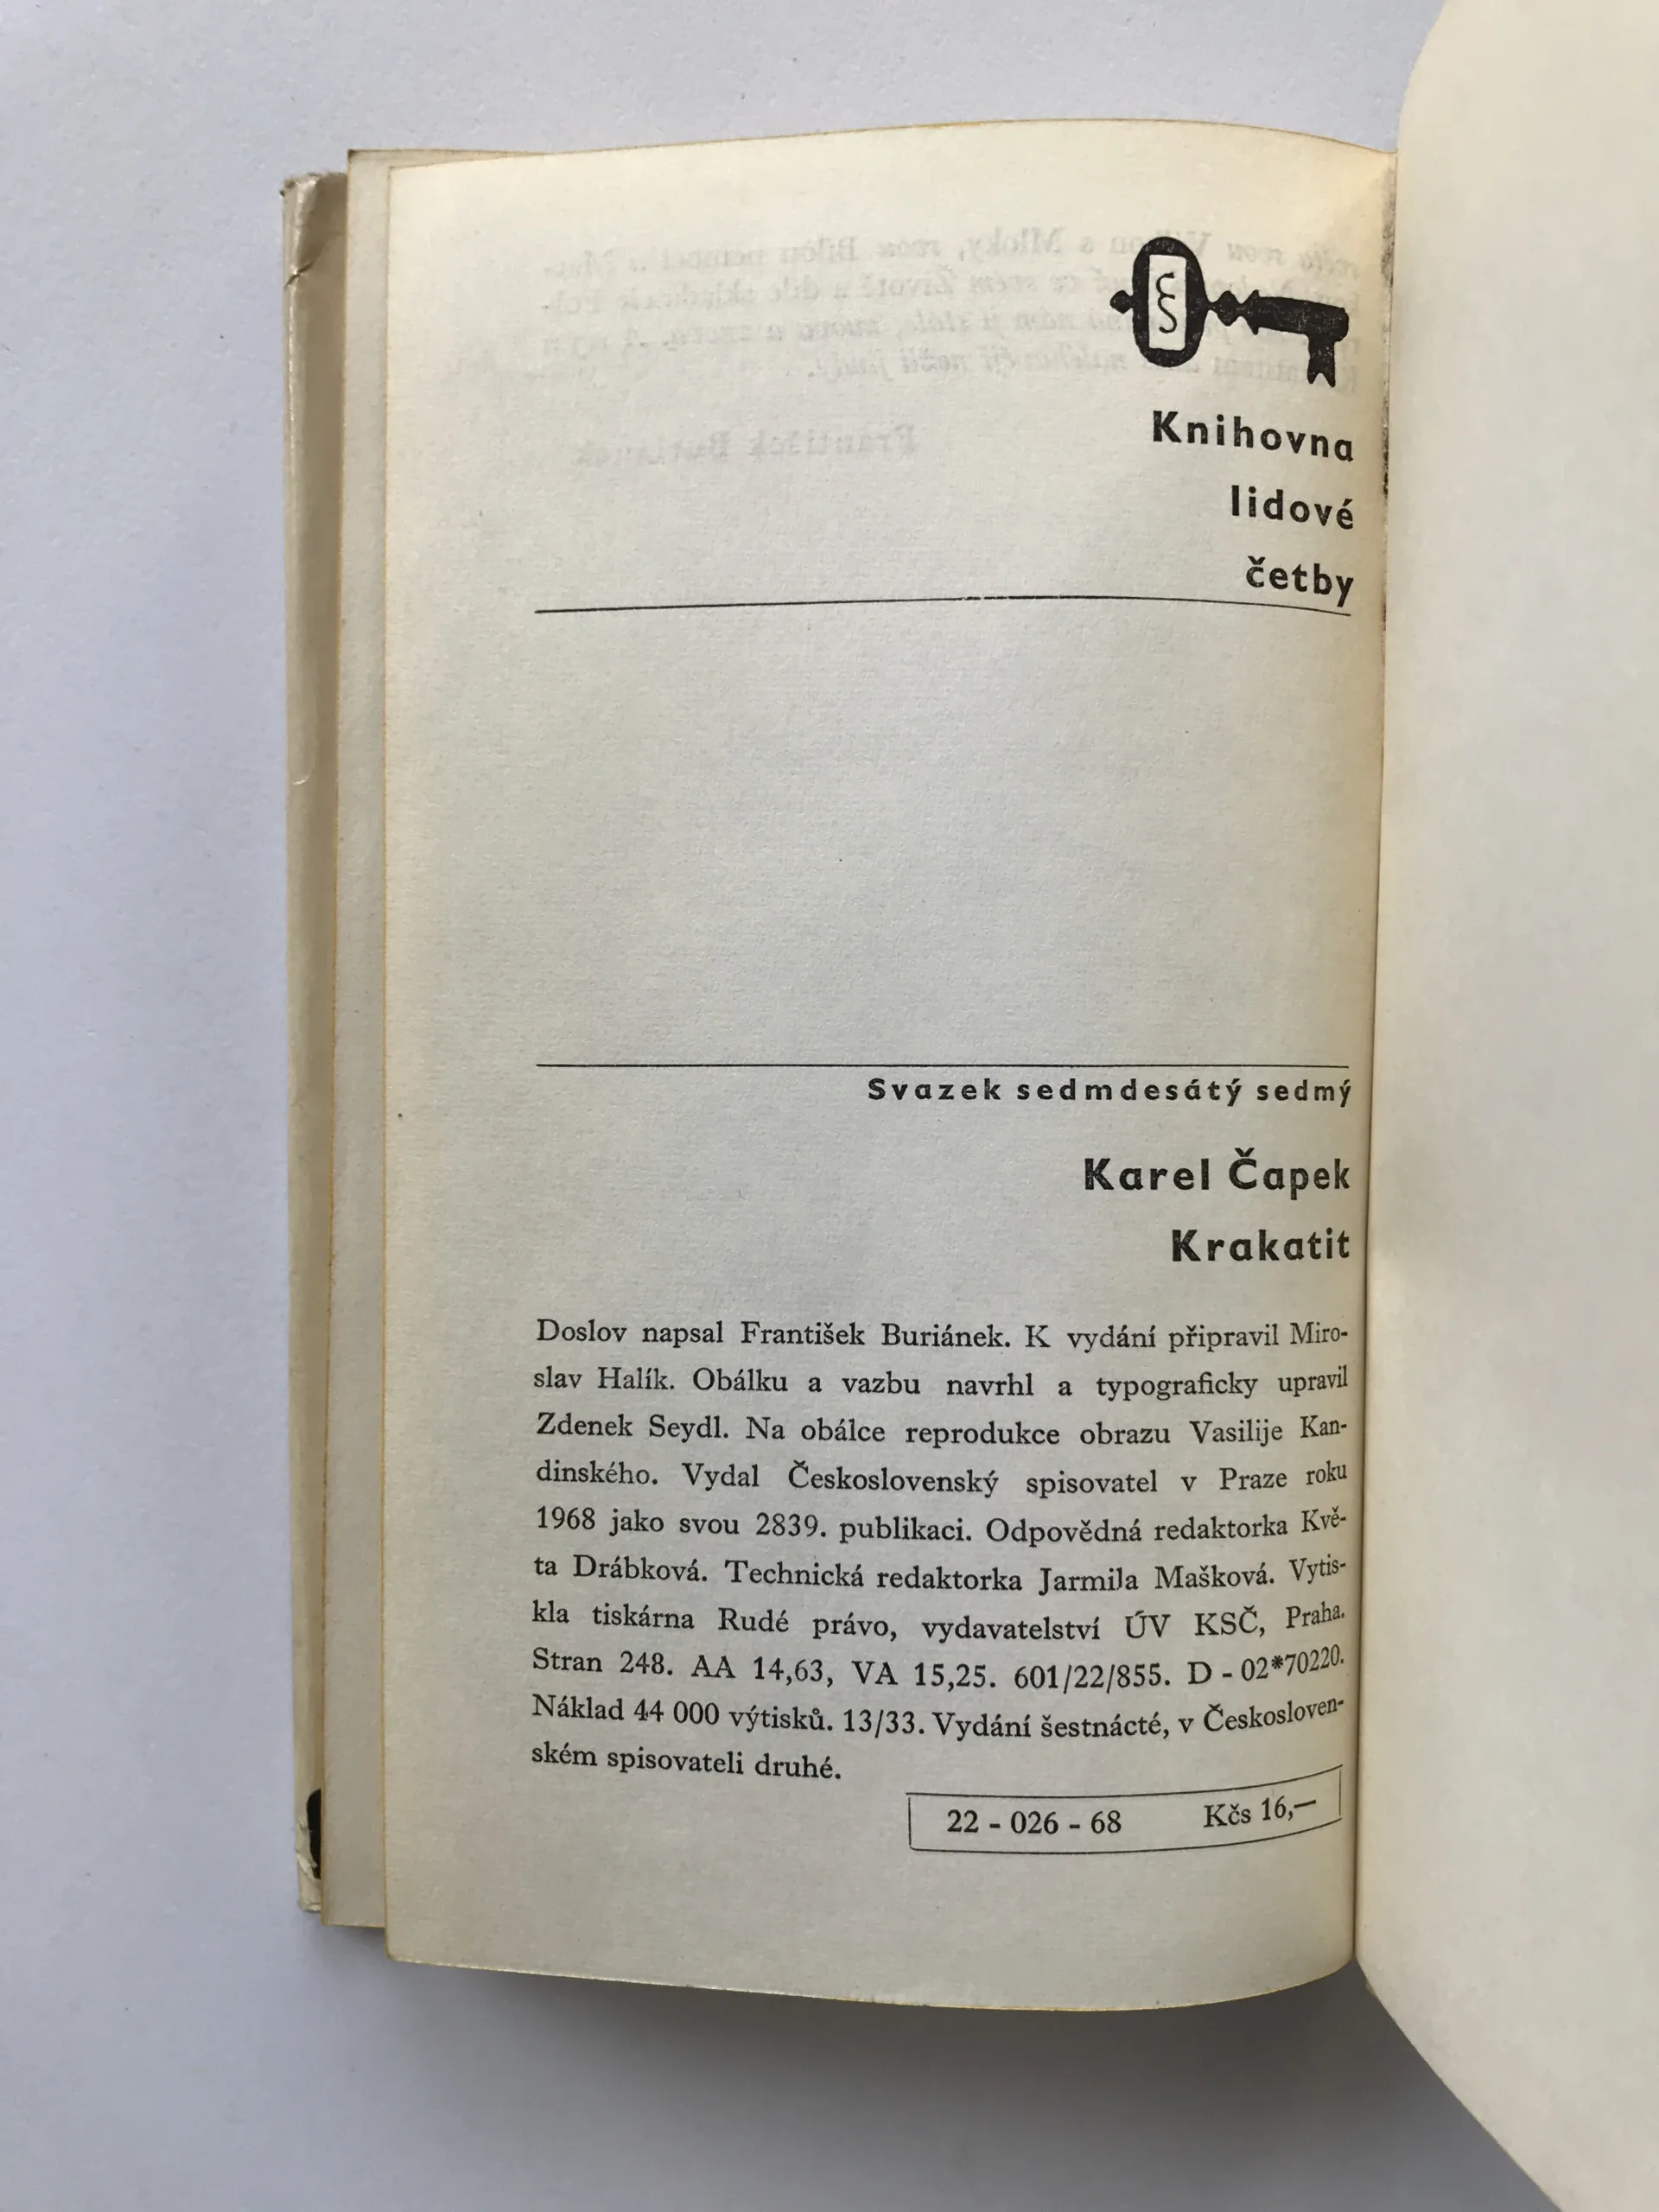 Knihovna
lidové
četby
Svazek sedmdesátý sedmý
Karel Čapek
Krakatit
Doslov napsal František Buriánek. K vydání připravil Miro-
slav Halík. Obálku a vazbu navrhl a typograficky upravil
Zdenek Seydl. Na obálce reprodukce obrazu Vasilije Kan-
dinského. Vydal Československý spisovatel v Praze roku
1968 jako svou 2839. publikaci. Odpovědná redaktorka Kvě-
ta Drábková. Technická redaktorka Jarmila Mašková. Vytis-
kla tiskárna Rudé právo, vydavatelství ÚV KSČ, Praha.
Stran 248. AA 14,63, VA 15,25. 601/22/855. D - 02*70220.
Náklad 44 000 výtisků. 13/33. Vydání šestnácté, v Českosloven-
ském spisovateli druhé.
22 - 026 - 68 Kčs 16,—